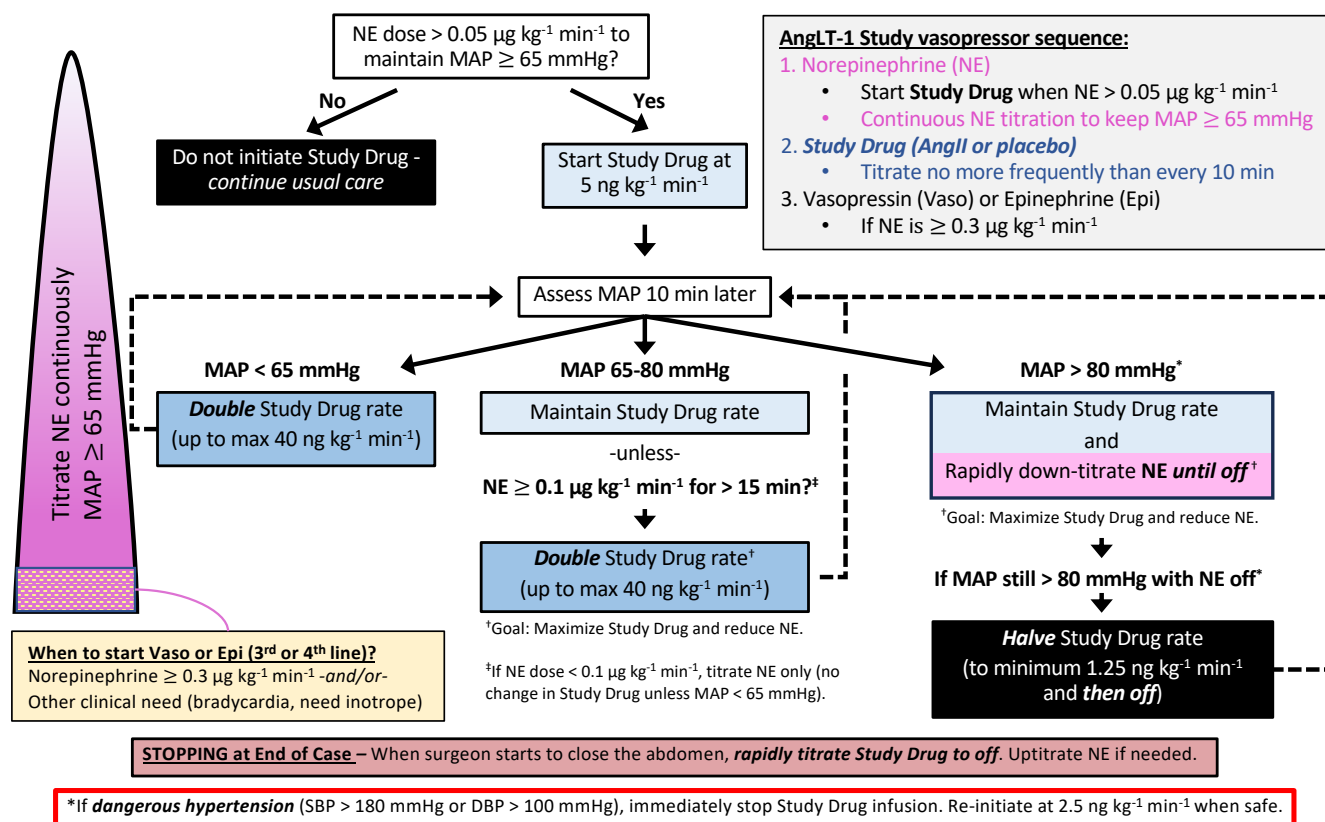 NE dose > 0.05 µg kg⁻¹ min⁻¹ to
maintain MAP ≥ 65 mmHg?
No
Yes
Do not initiate Study Drug -
continue usual care
Start Study Drug at
5 ng kg⁻¹ min⁻¹
AngLT-1 Study vasopressor sequence:
1. Norepinephrine (NE)
• Start Study Drug when NE > 0.05 µg kg⁻¹ min⁻¹
• Continuous NE titration to keep MAP ≥ 65 mmHg
2. Study Drug (AngII or placebo)
• Titrate no more frequently than every 10 min
3. Vasopressin (Vaso) or Epinephrine (Epi)
• If NE is ≥ 0.3 µg kg⁻¹ min⁻¹
Titrate NE continuously
MAP ≥ 65 mmHg
Assess MAP 10 min later
MAP < 65 mmHg
Double Study Drug rate
(up to max 40 ng kg⁻¹ min⁻¹)
MAP 65-80 mmHg
Maintain Study Drug rate
-unless-
NE ≥ 0.1 µg kg⁻¹ min⁻¹ for > 15 min?‡
Double Study Drug rate†
(up to max 40 ng kg⁻¹ min⁻¹)
†Goal: Maximize Study Drug and reduce NE.
‡If NE dose < 0.1 µg kg⁻¹ min⁻¹, titrate NE only (no
change in Study Drug unless MAP < 65 mmHg).
MAP > 80 mmHg*
Maintain Study Drug rate
and
Rapidly down-titrate NE until off†
†Goal: Maximize Study Drug and reduce NE.
If MAP still > 80 mmHg with NE off*
Halve Study Drug rate
(to minimum 1.25 ng kg⁻¹ min⁻¹
and then off)
When to start Vaso or Epi (3rd or 4th line)?
Norepinephrine ≥ 0.3 µg kg⁻¹ min⁻¹ -and/or-
Other clinical need (bradycardia, need inotrope)
STOPPING at End of Case – When surgeon starts to close the abdomen, rapidly titrate Study Drug to off. Uptitrate NE if needed.
*If dangerous hypertension (SBP > 180 mmHg or DBP > 100 mmHg), immediately stop Study Drug infusion. Re-initiate at 2.5 ng kg⁻¹ min⁻¹ when safe.